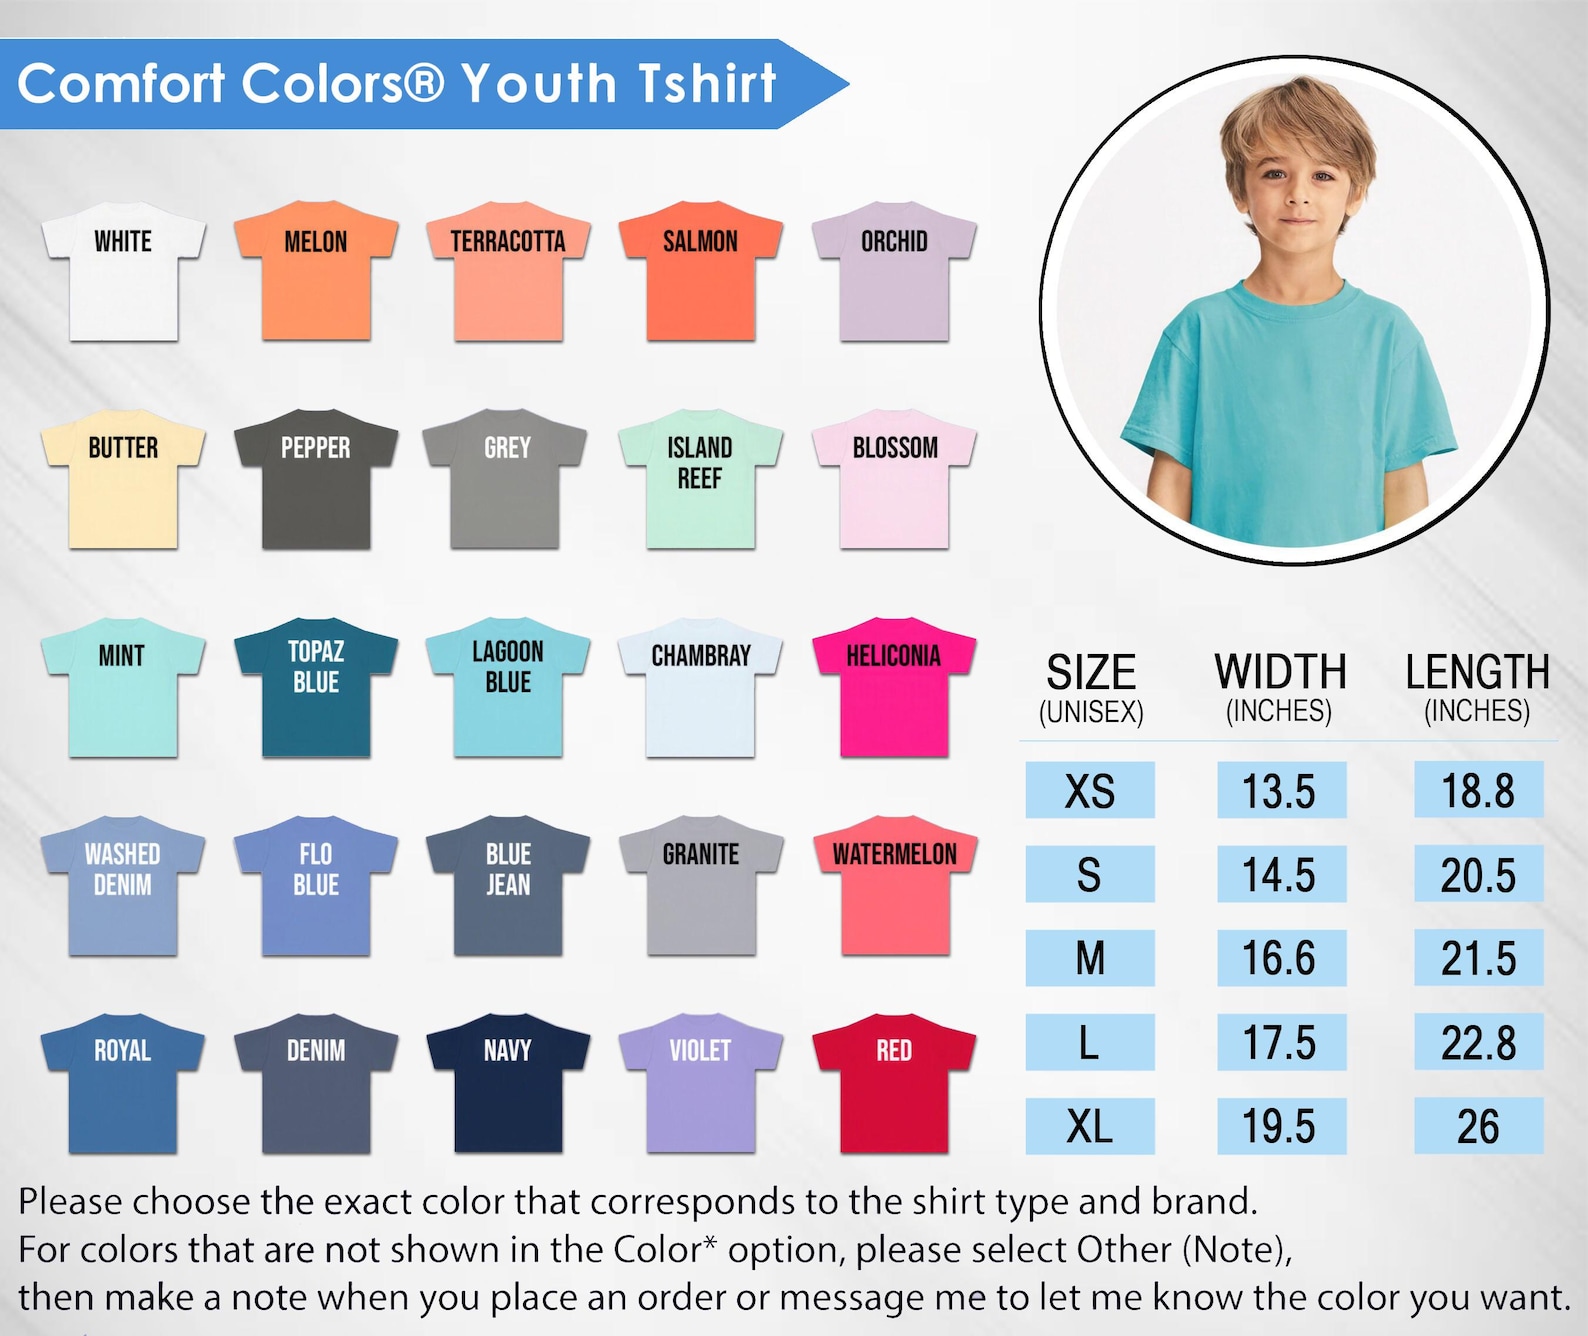 Comfort Colors® Youth Tshirt
WHITE
MELON
TERRACOTTA
SALMON
ORCHID
BUTTER
PEPPER
GREY
ISLAND
REEF
BLOSSOM
MINT
TOPAZ
BLUE
LAGOON
BLUE
CHAMBRAY
HELICONIA
WASHED
DENIM
FLO
BLUE
BLUE
JEAN
GRANITE
WATERMELON
ROYAL
DENIM
NAVY
VIOLET
RED
SIZE WIDTH LENGTH
(UNISEX) (INCHES) (INCHES)
XS 13.5 18.8
S 14.5 20.5
M 16.6 21.5
L 17.5 22.8
XL 19.5 26
Please choose the exact color that corresponds to the shirt type and brand.
For colors that are not shown in the Color* option, please select Other (Note),
then make a note when you place an order or message me to let me know the color you want.